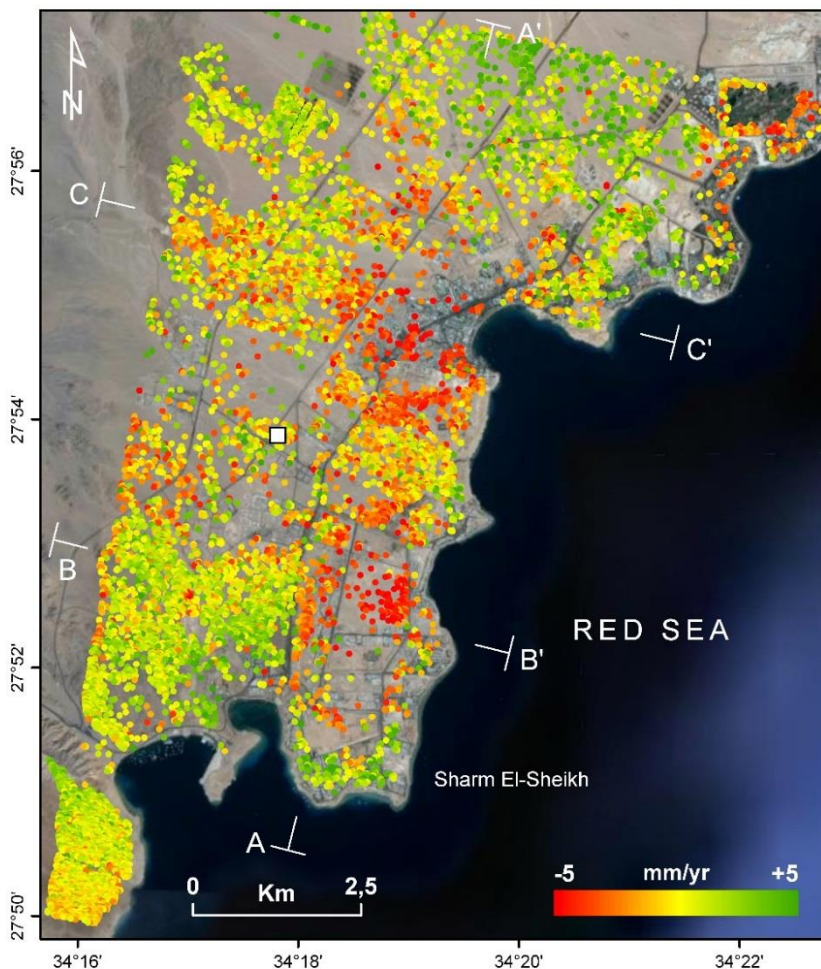 A'
N
27°56'
C
C'
27°54'
B
RED SEA
B'
27°52'
Sharm El-Sheikh
A
0 2,5
Km
-5 mm/yr +5
27°50'
34°16' 34°18' 34°20' 34°22'